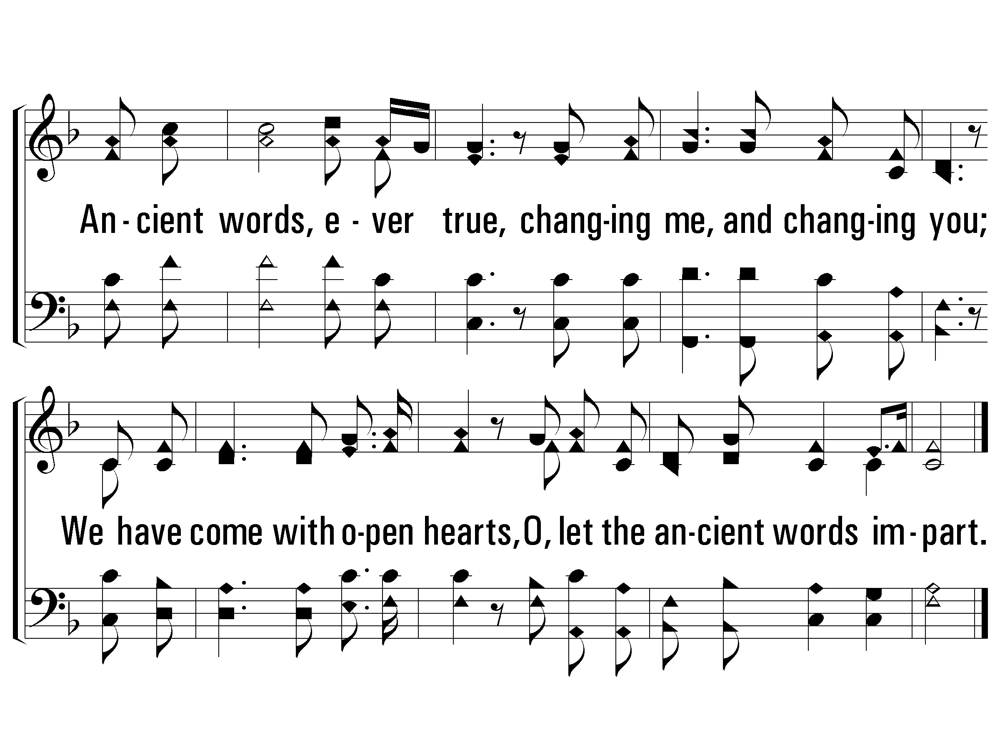 An - cient words, e - ver true, chang-ing me, and chang-ing you;
We have come with o-pen hearts, O, let the an-cient words im - part.